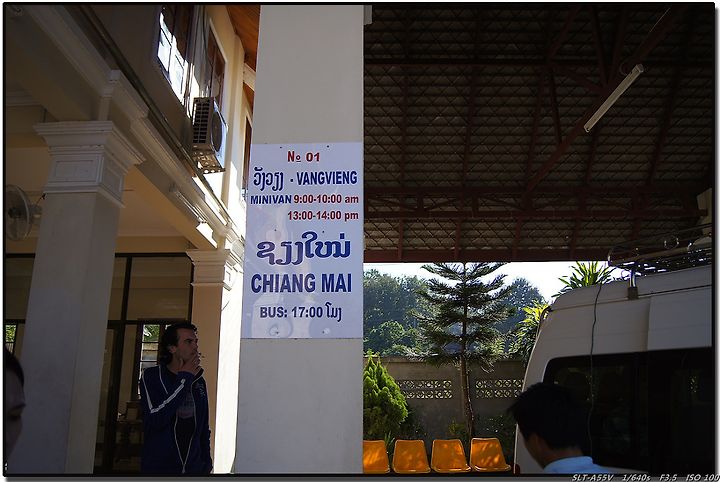 № 01
ວັງວຽງ - VANGVIENG
MINIVAN 9:00-10:00 am
13:00-14:00 pm
ຊຽງໃໝ່
CHIANG MAI
BUS: 17:00 ໂມງ
SLT-A55V 1/640s F3.5 ISO 100